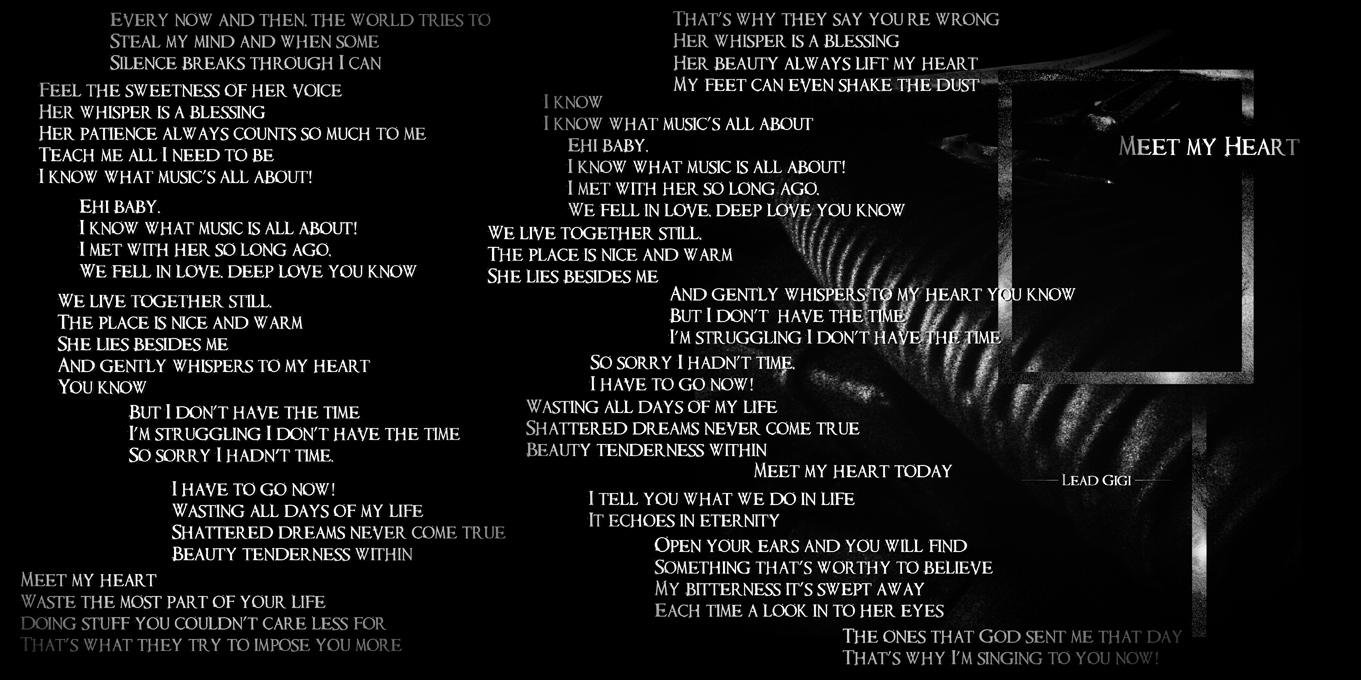 Every now and then, the world tries to
Steal my mind and when some
Silence breaks through I can
Feel the sweetness of her voice
Her whisper is a blessing
Her patience always counts so much to me
Teach me all I need to be
I know what music's all about!
Ehi baby,
I know what music is all about!
I met with her so long ago,
We fell in love, deep love you know
We live together still,
The place is nice and warm
She lies besides me
And gently whispers to my heart
You know
But I don't have the time
I'm struggling I don't have the time
So sorry I hadn't time,
I have to go now!
Wasting all days of my life
Shattered dreams never come true
Beauty tenderness within
Meet my heart
Waste the most part of your life
Doing stuff you couldn't care less for
That's what they try to impose you more
That's why they say you're wrong
Her whisper is a blessing
Her beauty always lift my heart
My feet can even shake the dust
I know
I know what music's all about
Ehi baby,
I know what music's all about!
I met with her so long ago,
We fell in love, deep love you know
We live together still,
The place is nice and warm
She lies besides me
And gently whispers to my heart you know
But I don't have the time
I'm struggling I don't have the time
So sorry I hadn't time,
I have to go now!
Wasting all days of my life
Shattered dreams never come true
Beauty tenderness within
Meet my heart today
I tell you what we do in life
It echoes in eternity
Open your ears and you will find
Something that's worthy to believe
My bitterness it's swept away
Each time a look in to her eyes
The ones that God sent me that day
That's why I'm singing to you now!
Meet my Heart
Lead Gigi